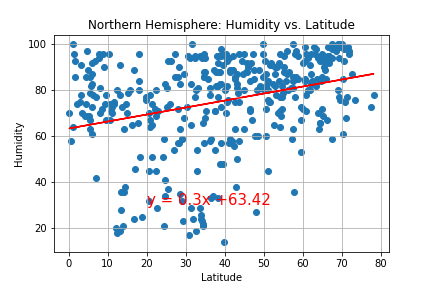 Northern Hemisphere: Humidity vs. Latitude
100
80
60
40
20
Humidity
y = 0.3x +63.42
0 10 20 30 40 50 60 70 80
Latitude